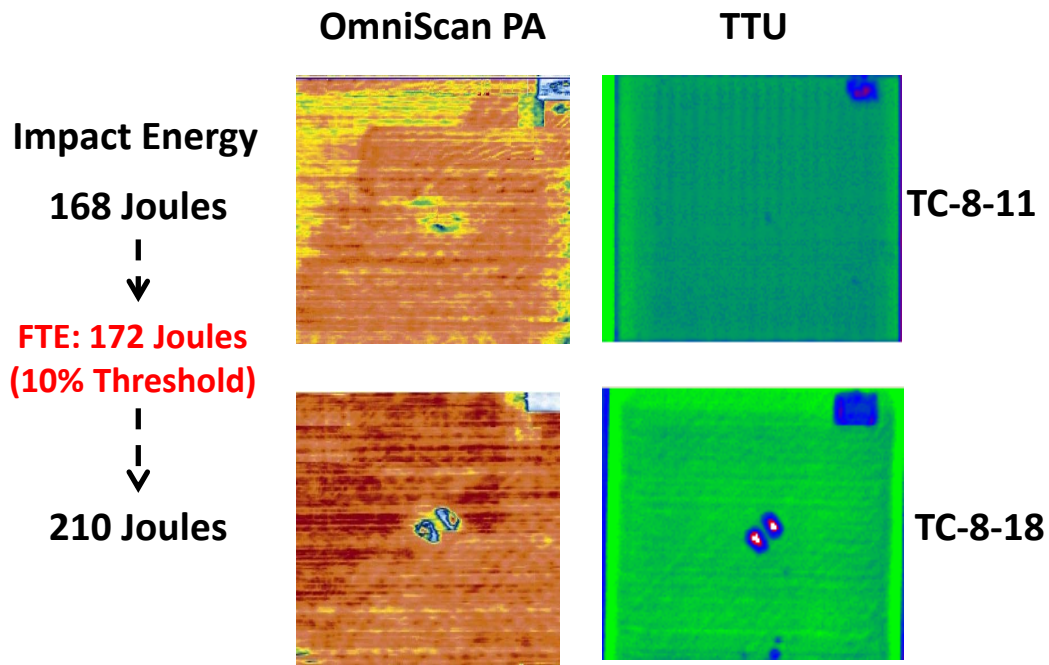 OmniScan PA
TTU
Impact Energy
168 Joules
TC-8-11
FTE: 172 Joules
(10% Threshold)
210 Joules
TC-8-18